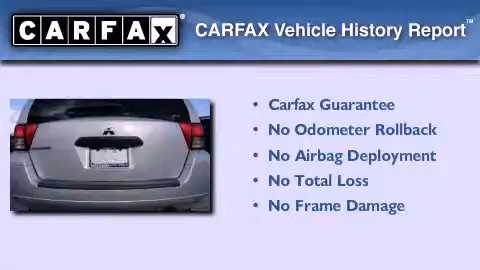 CARFAX®
CARFAX Vehicle History Report™
• Carfax Guarantee
• No Odometer Rollback
• No Airbag Deployment
• No Total Loss
• No Frame Damage